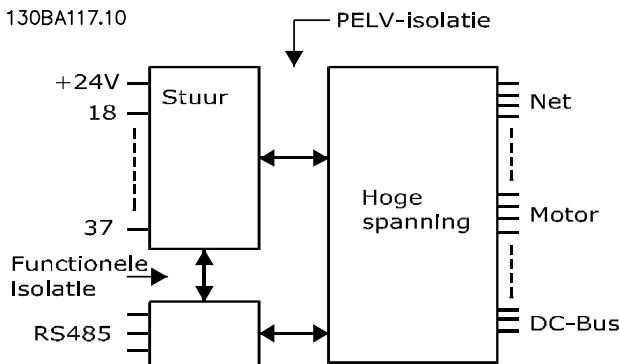 130BA117.10
PELV-isolatie
+24V
Stuur
18
Net
Hoge
spanning
Motor
37
Functionele
Isolatie
RS485
DC-Bus